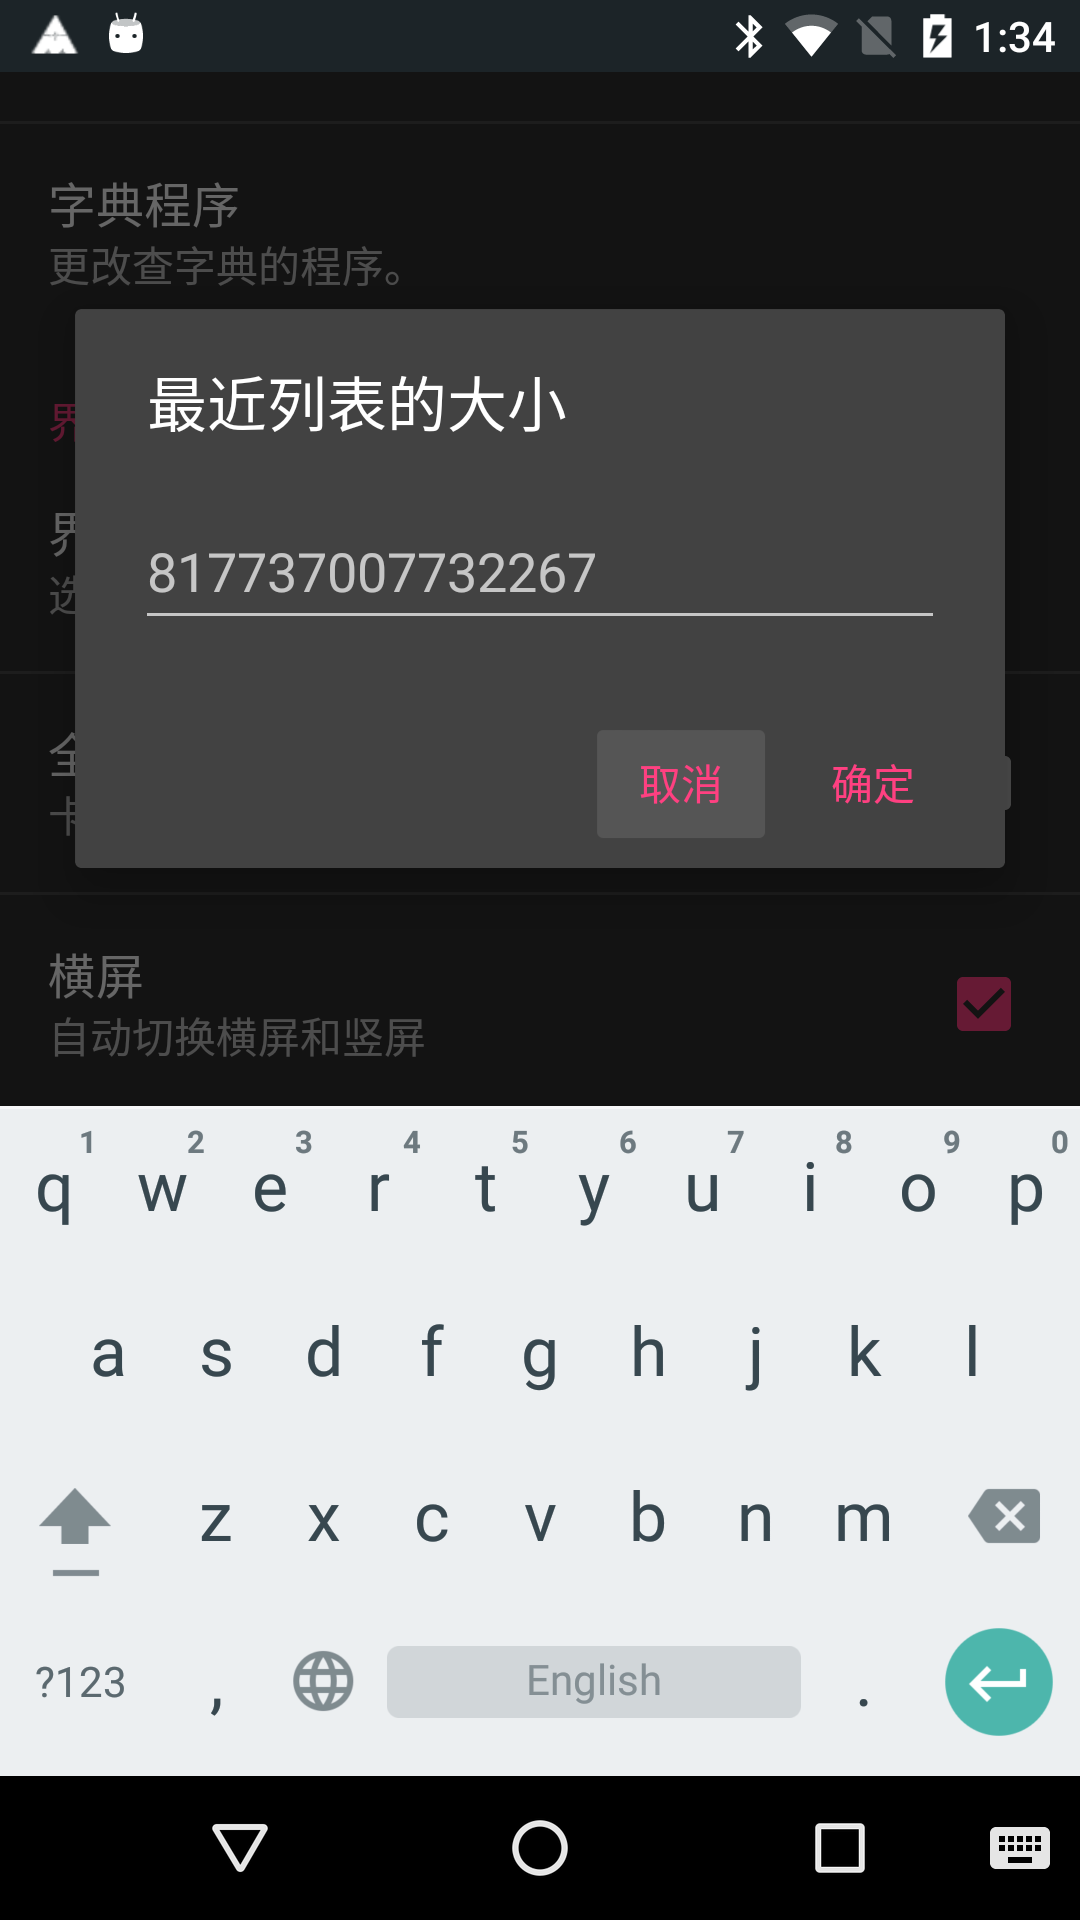 1:34
字典程序
更改查字典的程序。
最近列表的大小
界
817737007732267
界
选
取消
确定
全
卡
横屏
自动切换横屏和竖屏
1 2 3 4 5 6 7 8 9 0
q w e r t y u i o p
a s d f g h j k l
z x c v b n m
?123 , English .